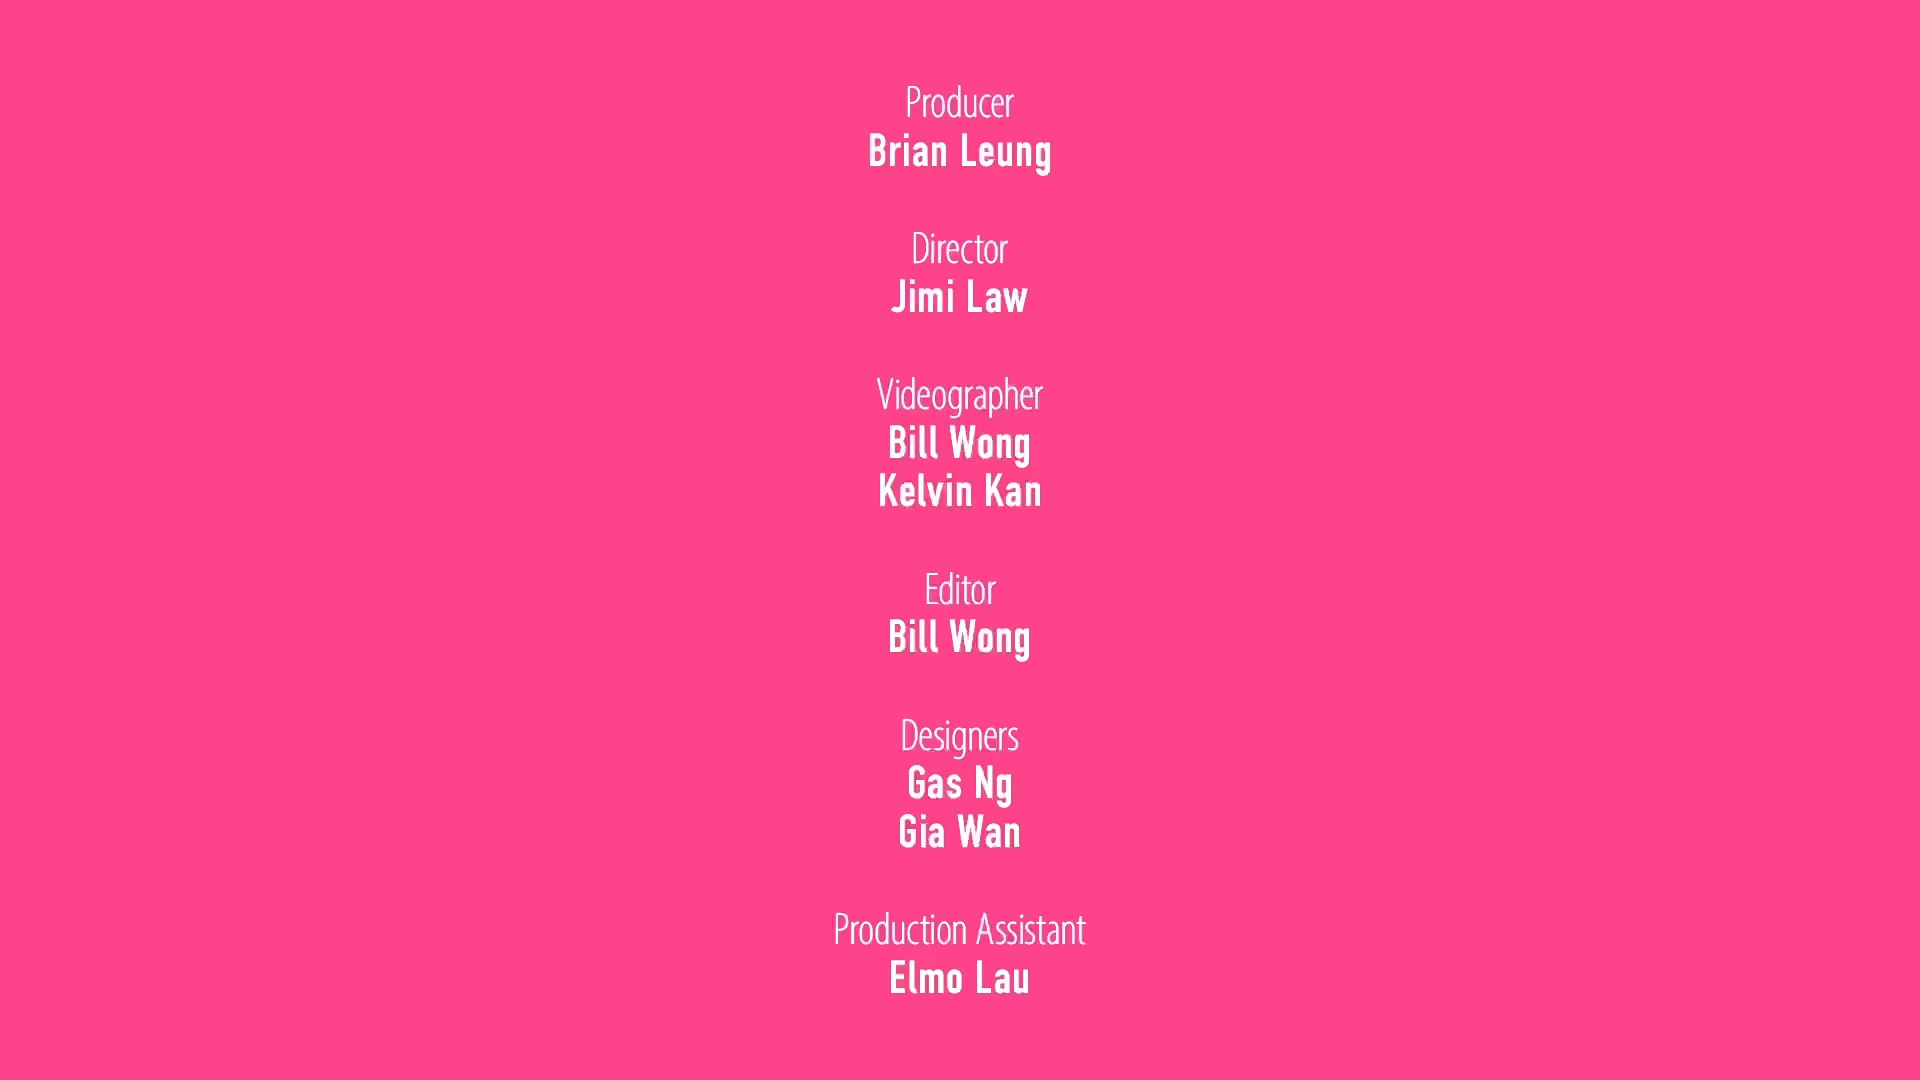 Producer
Brian Leung
Director
Jimi Law
Videographer
Bill Wong
Kelvin Kan
Editor
Bill Wong
Designers
Gas Ng
Gia Wan
Production Assistant
Elmo Lau